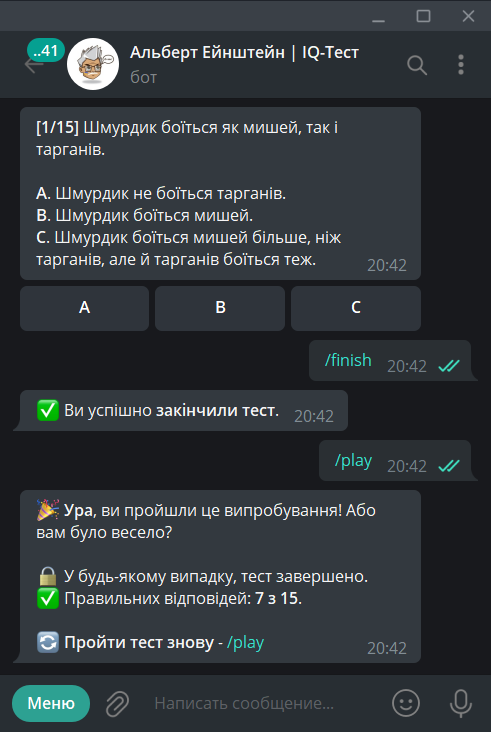 ..41
Альберт Ейнштейн | IQ-Тест
бот
[1/15] Шмурдик боїться як мишей, так і
тарганів.
A. Шмурдик не боїться тарганів.
B. Шмурдик боїться мишей.
C. Шмурдик боїться мишей більше, ніж
тарганів, але й тарганів боїться теж.
20:42
A
B
C
/finish 20:42
✅ Ви успішно закінчили тест. 20:42
/play 20:42
🎉 Ура, ви пройшли це випробування! Або
вам було весело?
🔒 У будь-якому випадку, тест завершено.
✅ Правильних відповідей: 7 з 15.
🔄 Пройти тест знову - /play
20:42
Меню
Написать сообщение...